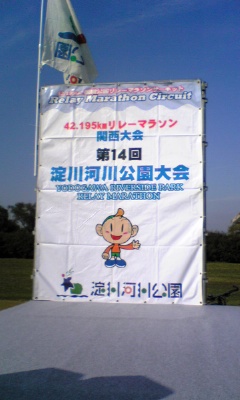 Relay Marathon Circuit
42.195kmリレーマラソン
関西大会
第14回
淀川河川公園大会
YODOGAWA RIVERSIDE PARK
RELAY MARATHON
淀川河川公園